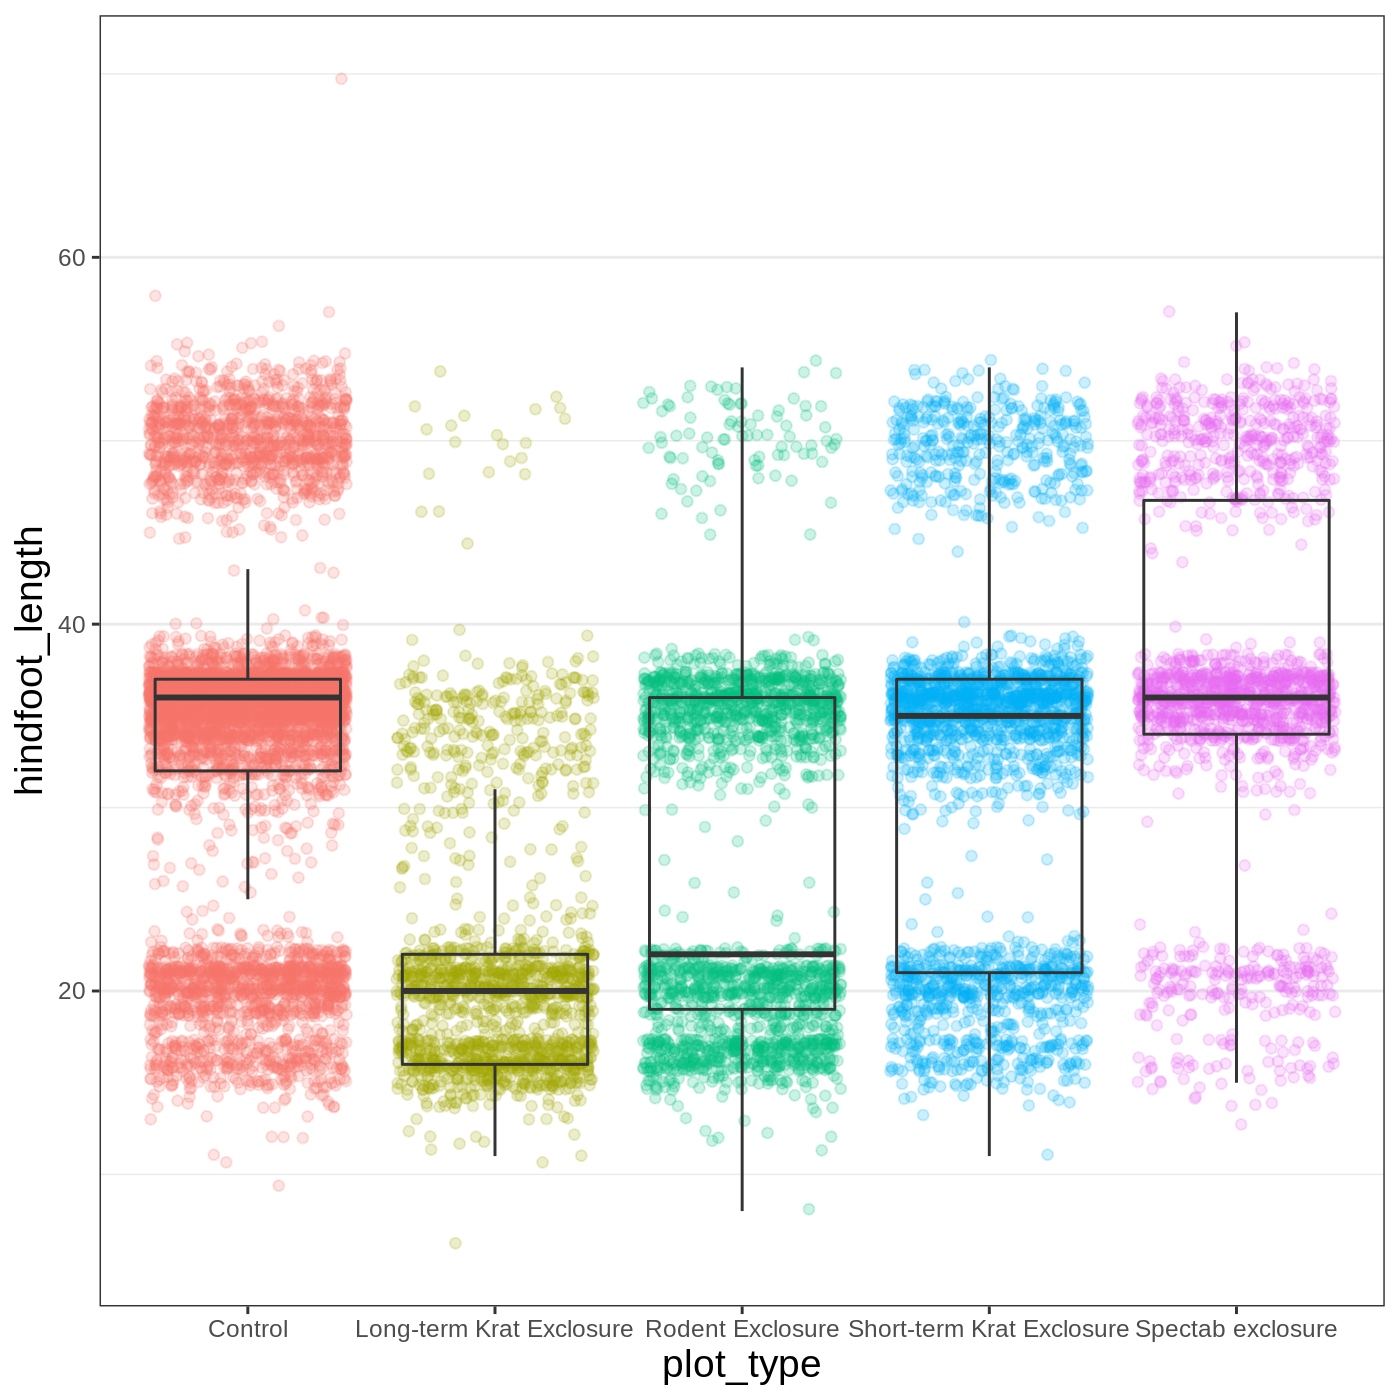 hindfoot_length
60
40
20
Control
Long-term Krat Exclosure
Rodent Exclosure
Short-term Krat Exclosure
Spectab exclosure
plot_type